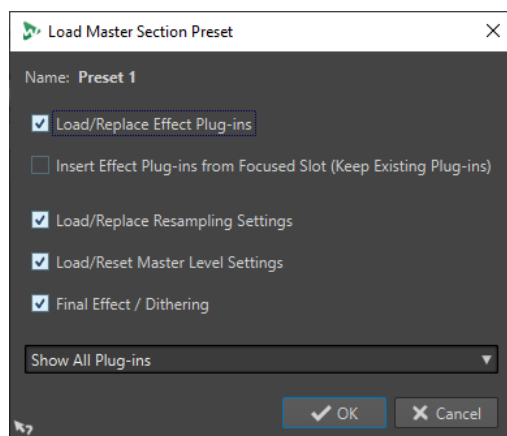 Load Master Section Preset
Name: Preset 1
Load/Replace Effect Plug-ins
Insert Effect Plug-ins from Focused Slot (Keep Existing Plug-ins)
Load/Replace Resampling Settings
Load/Reset Master Level Settings
Final Effect / Dithering
Show All Plug-ins
OK Cancel
?